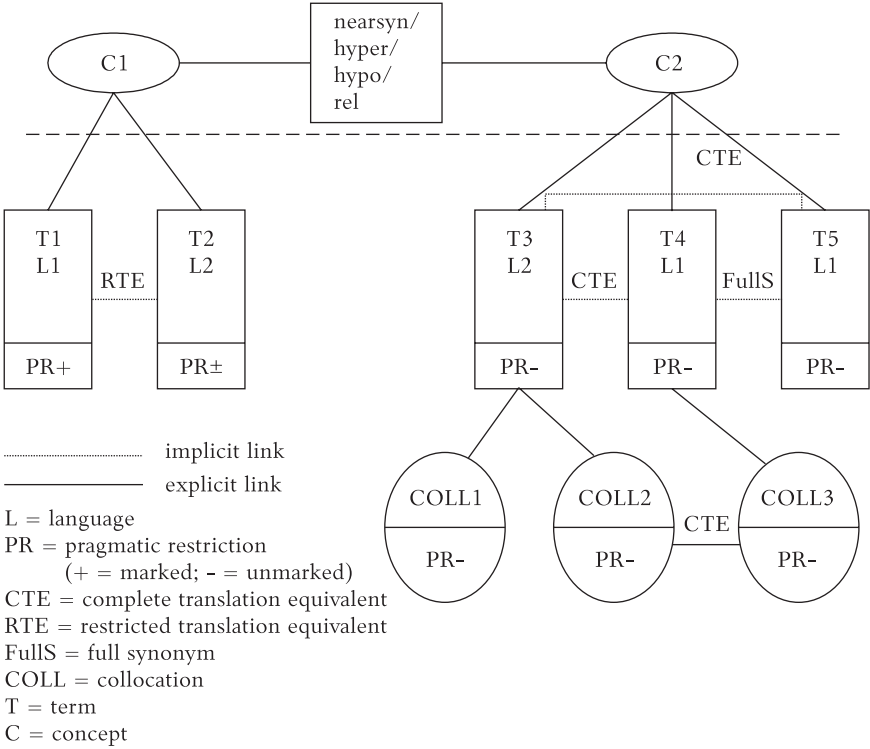 nearsyn/
hyper/
hypo/
rel
C1
C2
CTE
T1
L1
T2
L2
T3
L2
T4
L1
T5
L1
RTE
CTE
FullS
PR+
PR±
PR-
PR-
PR-
implicit link
explicit link
COLL1
PR-
COLL2
PR-
COLL3
PR-
CTE
L = language
PR = pragmatic restriction
(+ = marked; - = unmarked)
CTE = complete translation equivalent
RTE = restricted translation equivalent
FullS = full synonym
COLL = collocation
T = term
C = concept